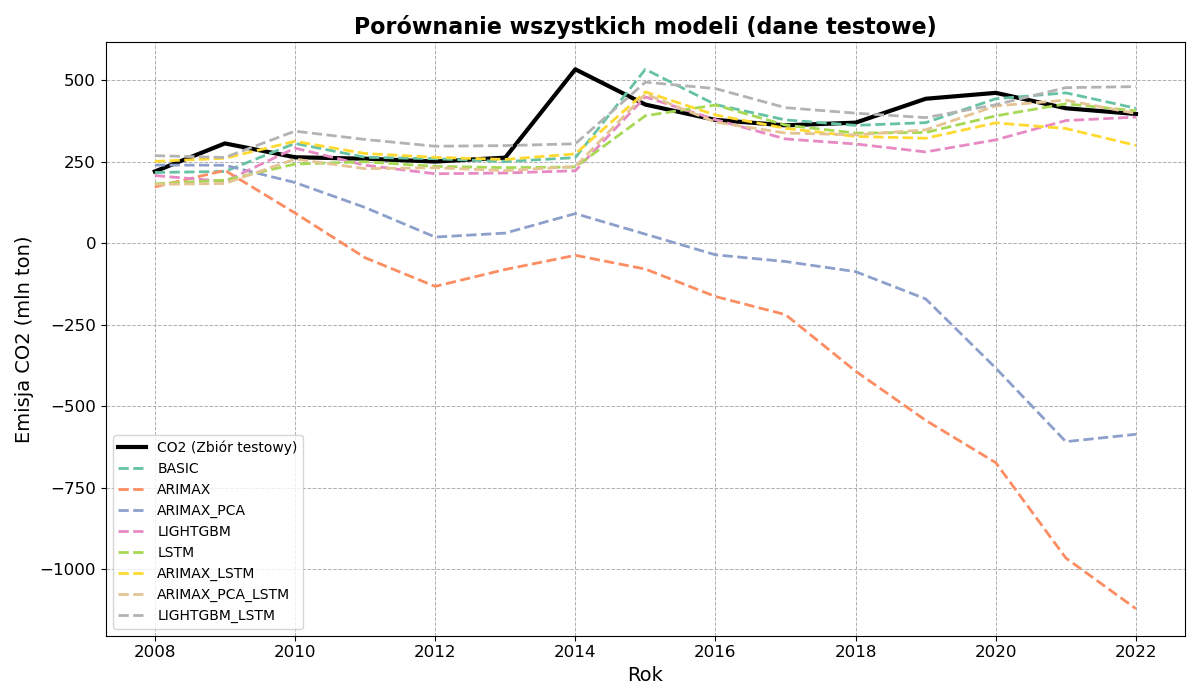 Porównanie wszystkich modeli (dane testowe)
Emisja CO2 (mln ton)
500
250
0
−250
−500
−750
−1000
CO2 (Zbiór testowy)
BASIC
ARIMAX
ARIMAX_PCA
LIGHTGBM
LSTM
ARIMAX_LSTM
ARIMAX_PCA_LSTM
LIGHTGBM_LSTM
2008 2010 2012 2014 2016 2018 2020 2022
Rok